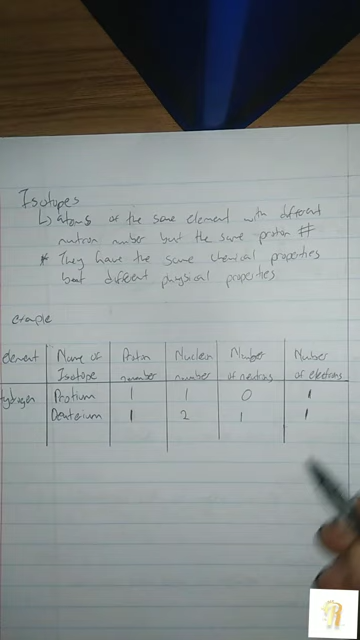 Isotopes
↳ atoms of the same element with different
nutron number but the same proton #
* They have the same chemical properties
but different physical properties
example
element Name of Isotope Proton number Nucleon number Number of neutrons Number of electrons
Hydrogen Protium 1 1 0 1
Deuterium 1 2 1 1